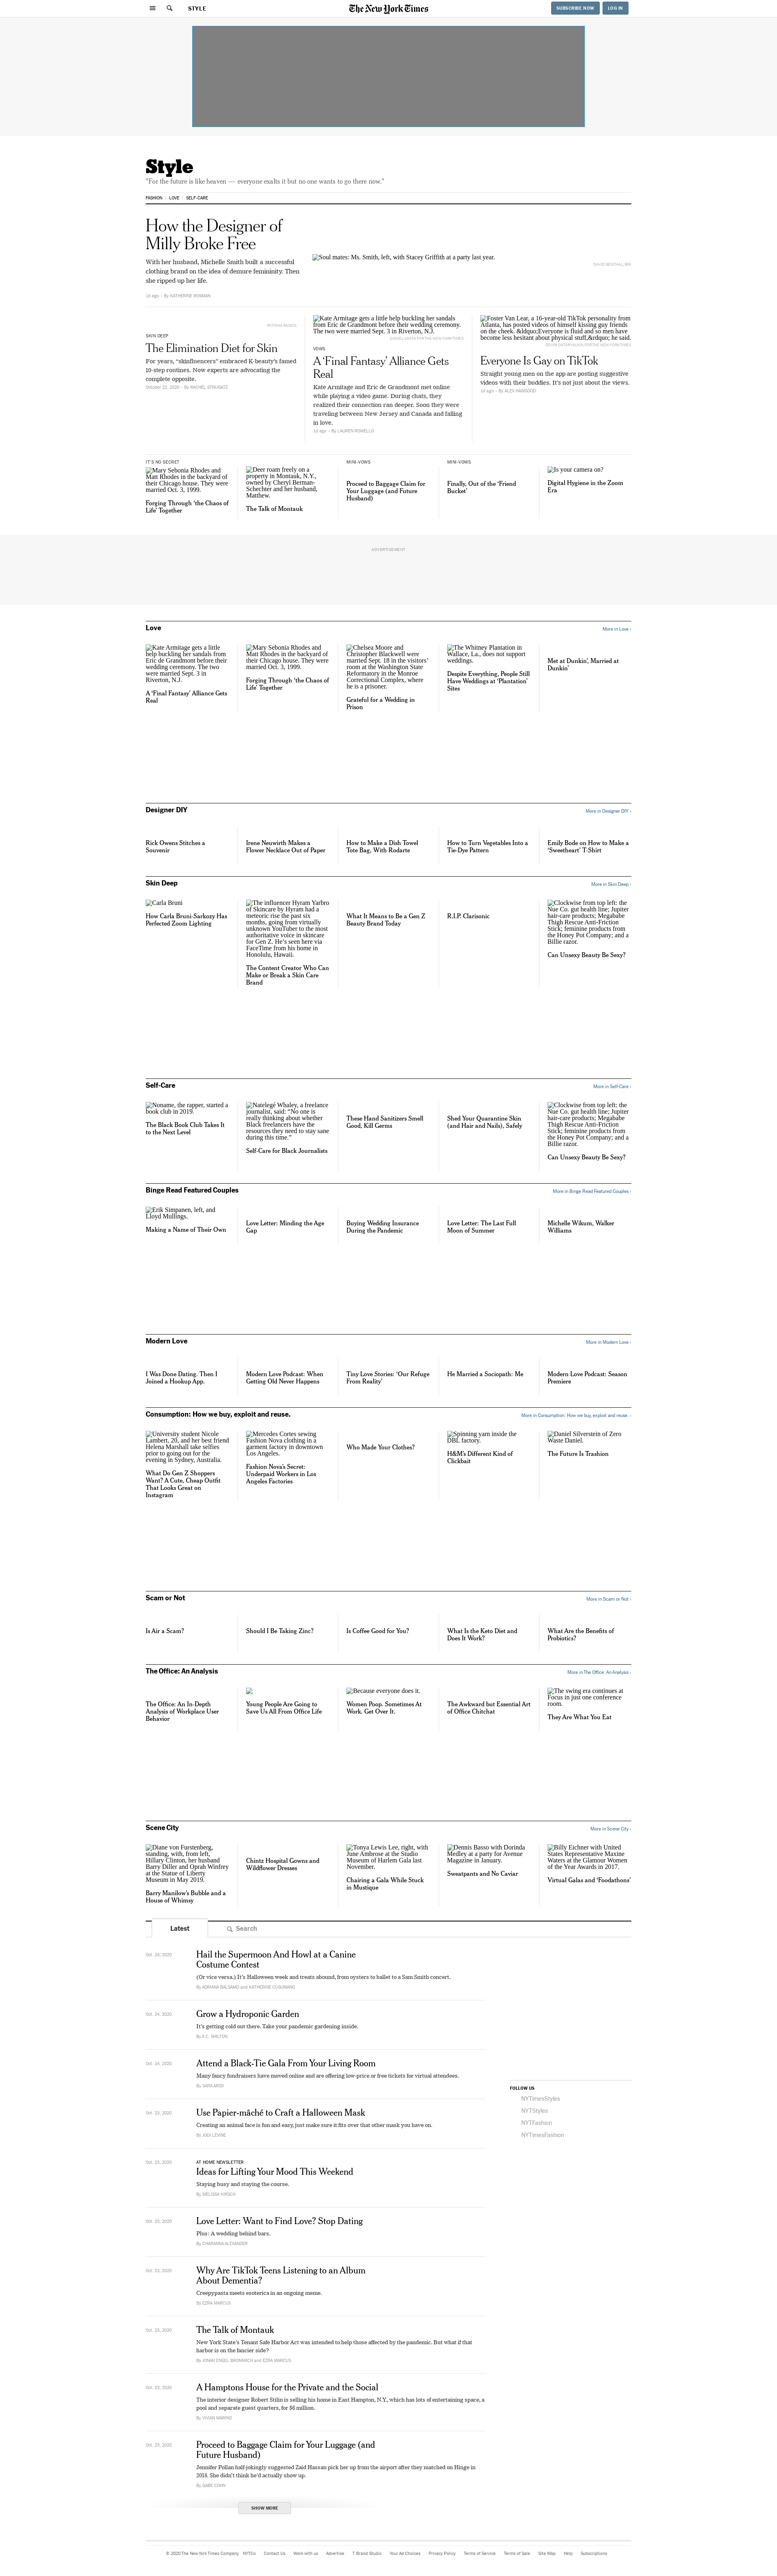 STYLE
The New York Times
SUBSCRIBE NOW
LOG IN
Style
"For the future is like heaven — everyone exalts it but no one wants to go there now."
FASHION
LOVE
SELF-CARE
How the Designer of
Milly Broke Free
With her husband, Michelle Smith built a successful
clothing brand on the idea of demure femininity. Then
she ripped up her life.
1d ago
By KATHERINE ROSMAN
Soul mates: Ms. Smith, left, with Stacey Griffith at a party last year.
SKIN DEEP
The Elimination Diet for Skin
For years, “skinfluencers” embraced K-beauty’s famed
10-step routines. Now experts are advocating the
complete opposite.
October 22, 2020
By RACHEL STRUGATZ
Kate Armitage gets a little help buckling her sandals
from Eric de Grandmont before their wedding ceremony.
The two were married Sept. 3 in Riverton, N.J.
DANIEL VASTA FOR THE NEW YORK TIMES
VOWS
A ‘Final Fantasy’ Alliance Gets
Real
Kate Armitage and Eric de Grandmont met online
while playing a video game. During chats, they
realized their connection ran deeper. Soon they were
traveling between New Jersey and Canada and falling
in love.
1d ago
Foster Van Lear, a 16-year-old TikTok personality from
Atlanta, has posted videos of himself kissing guy friends
on the cheek. &ldquo;Everyone is fluid and so men have
become less hesitant about physical stuff,&rdquo; he said.
Everyone Is Gay on TikTok
Straight young men on the app are posting suggestive
videos with their buddies. It’s not just about the views.
1d ago
By ALEX HAWGOOD
IT’S NO SECRET
Mary Sebonia Rhodes and
Matt Rhodes in the backyard of
their Chicago house. They were
married Oct. 3, 1999.
Forging Through ‘the Chaos of
Life’ Together
Deer roam freely on a
property in Montauk, N.Y.,
owned by Cheryl Berman-
Schechter and her husband,
Matthew.
The Talk of Montauk
MINI-VOWS
Proceed to Baggage Claim for
Your Luggage (and Future
Husband)
MINI-VOWS
Finally, Out of the ‘Friend
Bucket’
Is your camera on?
Digital Hygiene in the Zoom
Era
ADVERTISEMENT
Love
More in Love ›
Kate Armitage gets a little
help buckling her sandals
from Eric de Grandmont
before their wedding
ceremony. The two were
married Sept. 3 in
Riverton, N.J.
A ‘Final Fantasy’ Alliance Gets
Real
Mary Sebonia Rhodes and
Matt Rhodes in the backyard of
their Chicago house. They were
married Oct. 3, 1999.
Forging Through ‘the Chaos of
Life’ Together
Chelsea Moore and
Christopher Blackwell were
married Sept. 18 in the visitors’
room at the Washington State
Reformatory in the Monroe
Correctional Complex, where
he is a prisoner.
Grateful for a Wedding in
Prison
The Whitney Plantation in
Wallace, La., does not support
weddings.
Despite Everything, People Still
Have Weddings at ‘Plantation’
Sites
Met at Dunkin’, Married at
Dunkin’
Designer DIY
More in Designer DIY ›
Rick Owens Stitches a
Souvenir
Irene Neuwirth Makes a
Flower Necklace Out of Paper
How to Make a Dish Towel
Tote Bag, With Rodarte
How to Turn Vegetables Into a
Tie-Dye Pattern
Emily Bode on How to Make a
‘Sweetheart’ T-Shirt
Skin Deep
More in Skin Deep ›
Carla Bruni
How Carla Bruni-Sarkozy Has
Perfected Zoom Lighting
The influencer Hyram Yarbro
of Skincare by Hyram had a
meteoric rise the past six
months, going from virtually
unknown YouTuber to the most
authoritative voice in skincare
for Gen Z. He’s seen here via
FaceTime from his home in
Honolulu, Hawaii.
The Content Creator Who Can
Make or Break a Skin Care
Brand
What It Means to Be a Gen Z
Beauty Brand Today
R.I.P. Clarisonic
Clockwise from top left: the
Nue Co. gut health line; Jupiter
hair-care products; Megababe
Thigh Rescue Anti-Friction
Stick; feminine products from
the Honey Pot Company; and a
Billie razor.
Can Unsexy Beauty Be Sexy?
Self-Care
More in Self-Care ›
Noname, the rapper, started a
book club in 2019.
The Black Book Club Takes It
to the Next Level
Natelegé Whaley, a freelance
journalist, said: “No one is
really thinking about whether
Black freelancers have the
resources they need to stay sane
during this time.”
Self-Care for Black Journalists
These Hand Sanitizers Smell
Good, Kill Germs
Shed Your Quarantine Skin
(and Hair and Nails), Safely
Clockwise from top left: the
Nue Co. gut health line; Jupiter
hair-care products; Megababe
Thigh Rescue Anti-Friction
Stick; feminine products from
the Honey Pot Company; and a
Billie razor.
Can Unsexy Beauty Be Sexy?
Binge Read Featured Couples
More in Binge Read Featured Couples ›
Erik Simpanen, left, and
Lloyd Mullings.
Making a Name of Their Own
Love Letter: Minding the Age
Gap
Buying Wedding Insurance
During the Pandemic
Love Letter: The Last Full
Moon of Summer
Michelle Wikum, Walker
Williams
Modern Love
More in Modern Love ›
I Was Done Dating. Then I
Joined a Hookup App.
Modern Love Podcast: When
Getting Old Never Happens
Tiny Love Stories: ‘Our Refuge
From Reality’
He Married a Sociopath: Me
Modern Love Podcast: Season
Premiere
Consumption: How we buy, exploit and reuse.
More in Consumption: How we buy, exploit and reuse. ›
University student Nicole
Lambert, 20, and her best friend
Helena Marshall take selfies
prior to going out for the
evening in Sydney, Australia.
What Do Gen Z Shoppers
Want? A Cute, Cheap Outfit
That Looks Great on
Instagram
Mercedes Cortes sewing
Fashion Nova clothing in a
garment factory in downtown
Los Angeles.
Fashion Nova’s Secret:
Underpaid Workers in Los
Angeles Factories
Who Made Your Clothes?
Spinning yarn inside the
DBL factory.
H&M’s Different Kind of
Clickbait
Daniel Silverstein of Zero
Waste Daniel.
The Future Is Trashion
Scam or Not
More in Scam or Not ›
Is Air a Scam?
Should I Be Taking Zinc?
Is Coffee Good for You?
What Is the Keto Diet and
Does It Work?
What Are the Benefits of
Probiotics?
The Office: An Analysis
More in The Office: An Analysis ›
The Office: An In-Depth
Analysis of Workplace User
Behavior
Young People Are Going to
Save Us All From Office Life
Because everyone does it.
Women Poop. Sometimes At
Work. Get Over It.
The Awkward but Essential Art
of Office Chitchat
The swing era continues at
Focus in just one conference
room.
They Are What You Eat
Scene City
More in Scene City ›
Diane von Furstenberg,
standing, with, from left,
Hillary Clinton, her husband
Barry Diller and Oprah Winfrey
at the Statue of Liberty
Museum in May 2019.
Barry Manilow’s Bubble and a
House of Whimsy
Chintz Hospital Gowns and
Wildflower Dresses
Tonya Lewis Lee, right, with
June Ambrose at the Studio
Museum of Harlem Gala last
November.
Chairing a Gala While Stuck
in Mustique
Dennis Basso with Dorinda
Medley at a party for Avenue
Magazine in January.
Sweatpants and No Caviar
Billy Eichner with United
States Representative Maxine
Waters at the Glamour Women
of the Year Awards in 2017.
Virtual Galas and ‘Foodathons’
Latest
Search
Oct. 24, 2020
Hail the Supermoon And Howl at a Canine
Costume Contest
(Or vice versa.) It’s Halloween week and treats abound, from oysters to ballet to a Sam Smith concert.
Oct. 24, 2020
Grow a Hydroponic Garden
It’s getting cold out there. Take your pandemic gardening inside.
Oct. 24, 2020
Attend a Black-Tie Gala From Your Living Room
Many fancy fundraisers have moved online and are offering low-price or free tickets for virtual attendees.
Oct. 23, 2020
Use Papier-mâché to Craft a Halloween Mask
Creating an animal face is fun and easy, just make sure it fits over that other mask you have on.
By JODI LEVINE
Oct. 23, 2020
AT HOME NEWSLETTER
Ideas for Lifting Your Mood This Weekend
Staying busy and staying the course.
By MELISSA KIRSCH
Oct. 23, 2020
Love Letter: Want to Find Love? Stop Dating
Plus: A wedding behind bars.
By CHARANNA ALEXANDER
Oct. 23, 2020
Why Are TikTok Teens Listening to an Album
About Dementia?
Creepypasta meets esoterica in an ongoing meme.
By EZRA MARCUS
Oct. 23, 2020
The Talk of Montauk
New York State’s Tenant Safe Harbor Act was intended to help those affected by the pandemic. But what if that
harbor is on the fancier side?
Oct. 23, 2020
A Hamptons House for the Private and the Social
The interior designer Robert Stilin is selling his home in East Hampton, N.Y., which has lots of entertaining space, a
pool and separate guest quarters, for $6 million.
By VIVIAN MARINO
Oct. 23, 2020
Proceed to Baggage Claim for Your Luggage (and
Future Husband)
Jennifer Pollan half-jokingly suggested Zaid Hassan pick her up from the airport after they matched on Hinge in
2018. She didn’t think he’d actually show up.
By GABE COHN
SHOW MORE
FOLLOW US
NYTimesStyles
NYTStyles
NYTFashion
NYTimesFashion
© 2020 The New York Times Company
NYTCo
Contact Us
Work with us
Advertise
T Brand Studio
Your Ad Choices
Privacy Policy
Terms of Service
Terms of Sale
Site Map
Help
Subscriptions